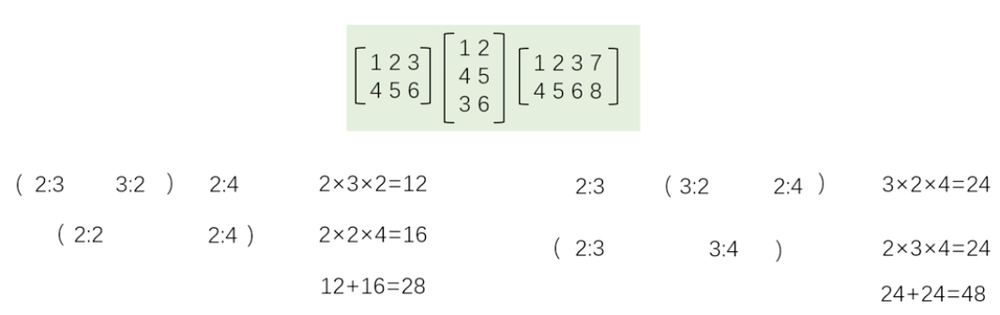 1 2 3
4 5 6
1 2
4 5
3 6
1 2 3 7
4 5 6 8
( 2:3 3:2 ) 2:4 2×3×2=12
( 2:2 2:4 ) 2×2×4=16
12+16=28
2:3 ( 3:2 2:4 ) 3×2×4=24
( 2:3 3:4 ) 2×3×4=24
24+24=48